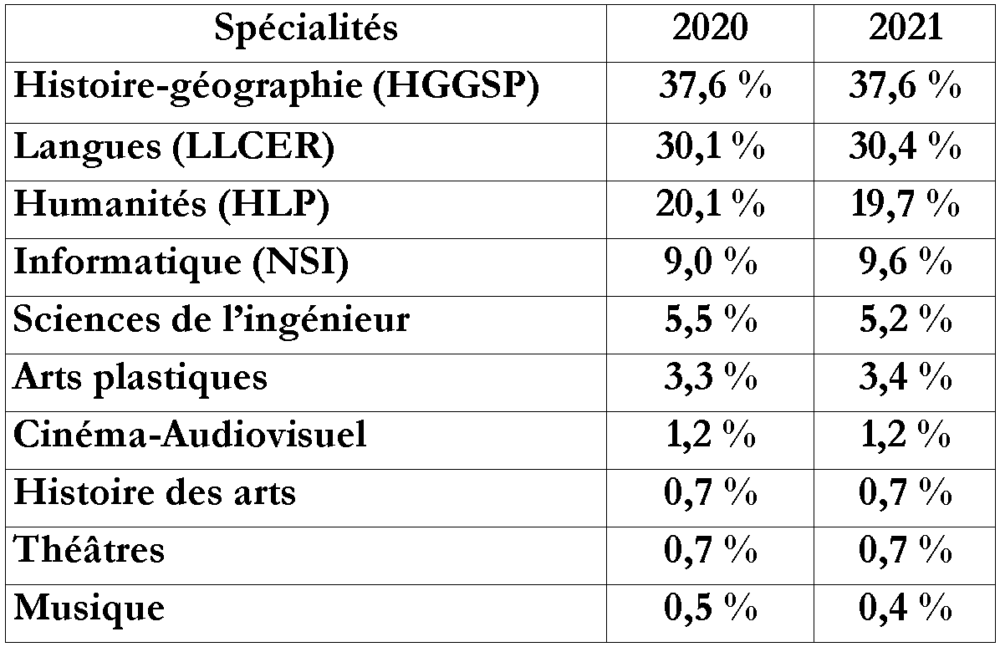 Spécialités 2020 2021
Histoire-géographie (HGGSP) 37,6 % 37,6 %
Langues (LLCER) 30,1 % 30,4 %
Humanités (HLP) 20,1 % 19,7 %
Informatique (NSI) 9,0 % 9,6 %
Sciences de l’ingénieur 5,5 % 5,2 %
Arts plastiques 3,3 % 3,4 %
Cinéma-Audiovisuel 1,2 % 1,2 %
Histoire des arts 0,7 % 0,7 %
Théâtres 0,7 % 0,7 %
Musique 0,5 % 0,4 %